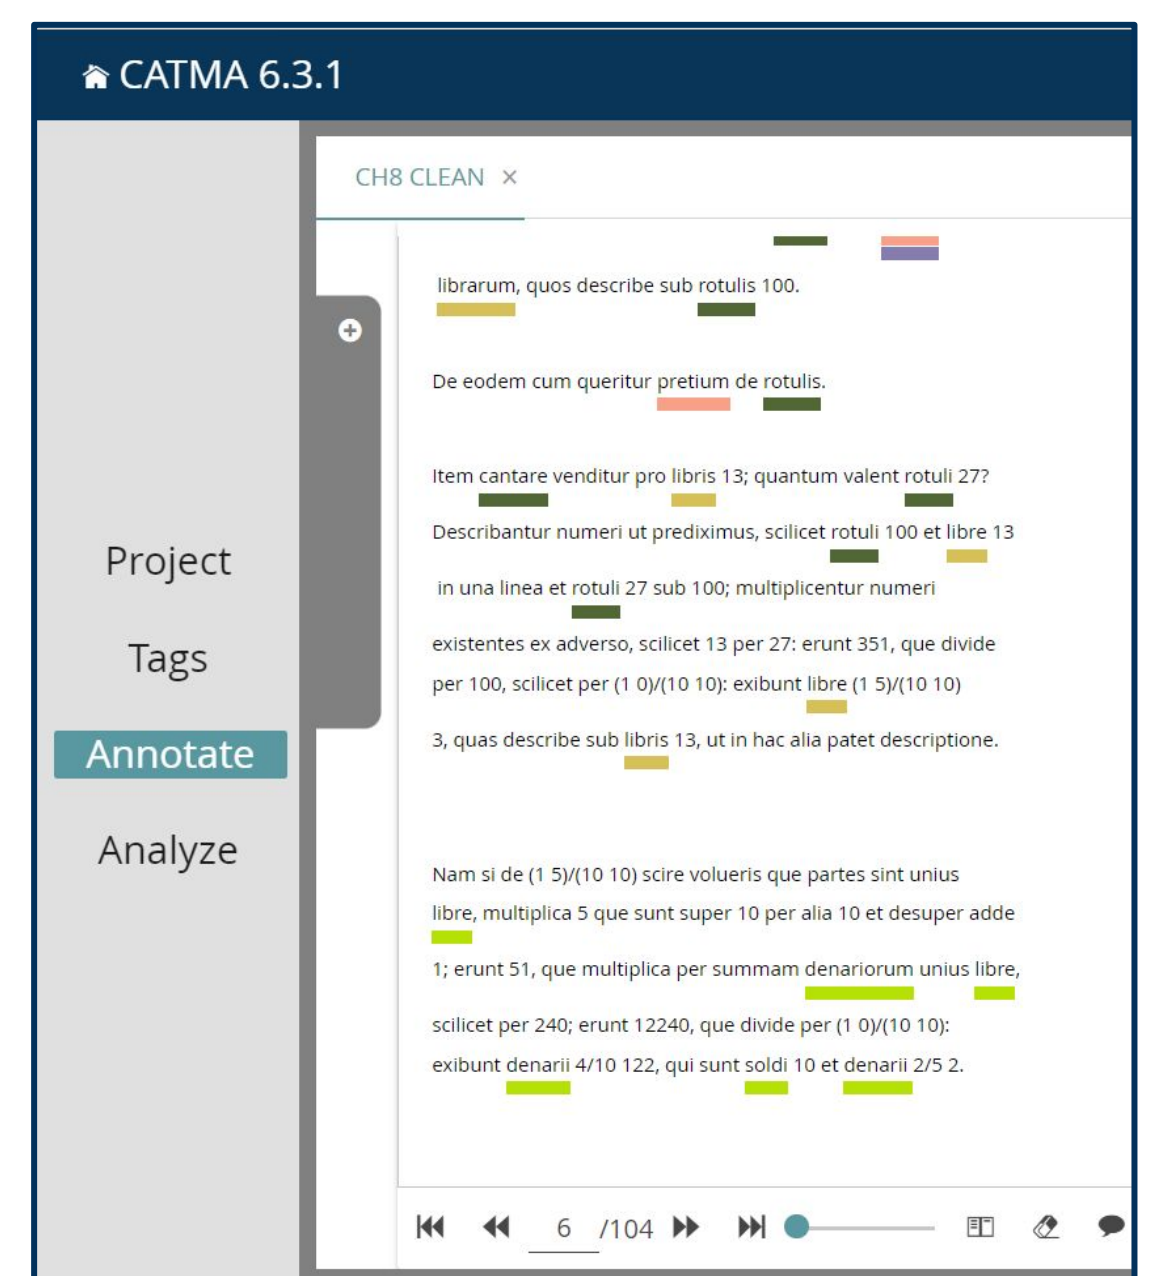 CATMA 6.3.1
CH8 CLEAN ×
librarum, quos describe sub rotulis 100.
De eodem cum queritur pretium de rotulis.
Item cantare venditur pro libris 13; quantum valent rotuli 27?
Describantur numeri ut prediximus, scilicet rotuli 100 et libre 13
in una linea et rotuli 27 sub 100; multiplicentur numeri
existentes ex adverso, scilicet 13 per 27: erunt 351, que divide
per 100, scilicet per (1 0)/(10 10): exibunt libre (1 5)/(10 10)
3, quas describe sub libris 13, ut in hac alia patet descriptione.
Nam si de (1 5)/(10 10) scire volueris que partes sint unius
libre, multiplica 5 que sunt super 10 per alia 10 et desuper adde
1; erunt 51, que multiplica per summam denariorum unius libre,
scilicet per 240; erunt 12240, que divide per (1 0)/(10 10):
exibunt denarii 4/10 122, qui sunt soldi 10 et denarii 2/5 2.
Project
Tags
Annotate
Analyze
6 /104